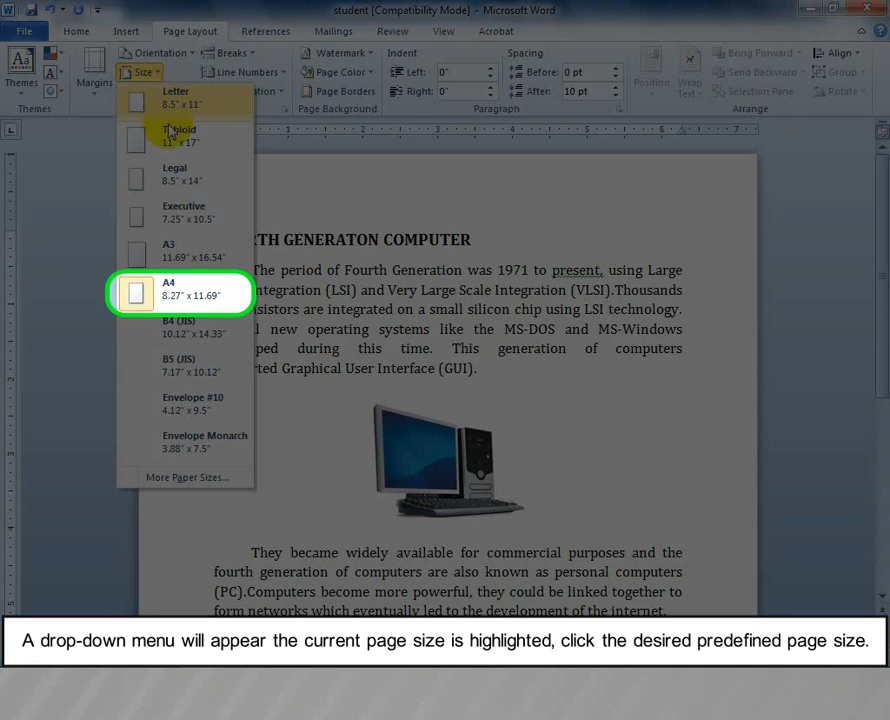 student [Compatibility Mode] - Microsoft Word
File Home Insert Page Layout References Mailings Review View Acrobat
Orientation Breaks Watermark Indent Spacing Bring Forward Align
Size Line Numbers Page Color Left: 0" Before: 0 pt Send Backward Group
Themes Margins Page Borders Right: 0" After: 10 pt Position Wrap Text Selection Pane Rotate
Themes Page Background Paragraph Arrange
Letter
8.5" x 11"
Tabloid
11" x 17"
Legal
8.5" x 14"
Executive
7.25" x 10.5"
A3
11.69" x 16.54"
A4
8.27" x 11.69"
B4 (JIS)
10.12" x 14.33"
B5 (JIS)
7.17" x 10.12"
Envelope #10
4.12" x 9.5"
Envelope Monarch
3.88" x 7.5"
More Paper Sizes...
GENERATON COMPUTER
The period of Fourth Generation was 1971 to present, using Large
(LSI) and Very Large Scale Integration (VLSI).Thousands
are integrated on a small silicon chip using LSI technology.
new operating systems like the MS-DOS and MS-Windows
during this time. This generation of computers
Graphical User Interface (GUI).
They became widely available for commercial purposes and the
fourth generation of computers are also known as personal computers
(PC).Computers become more powerful, they could be linked together to
form networks which eventually led to the development of the internet.
A drop-down menu will appear the current page size is highlighted, click the desired predefined page size.